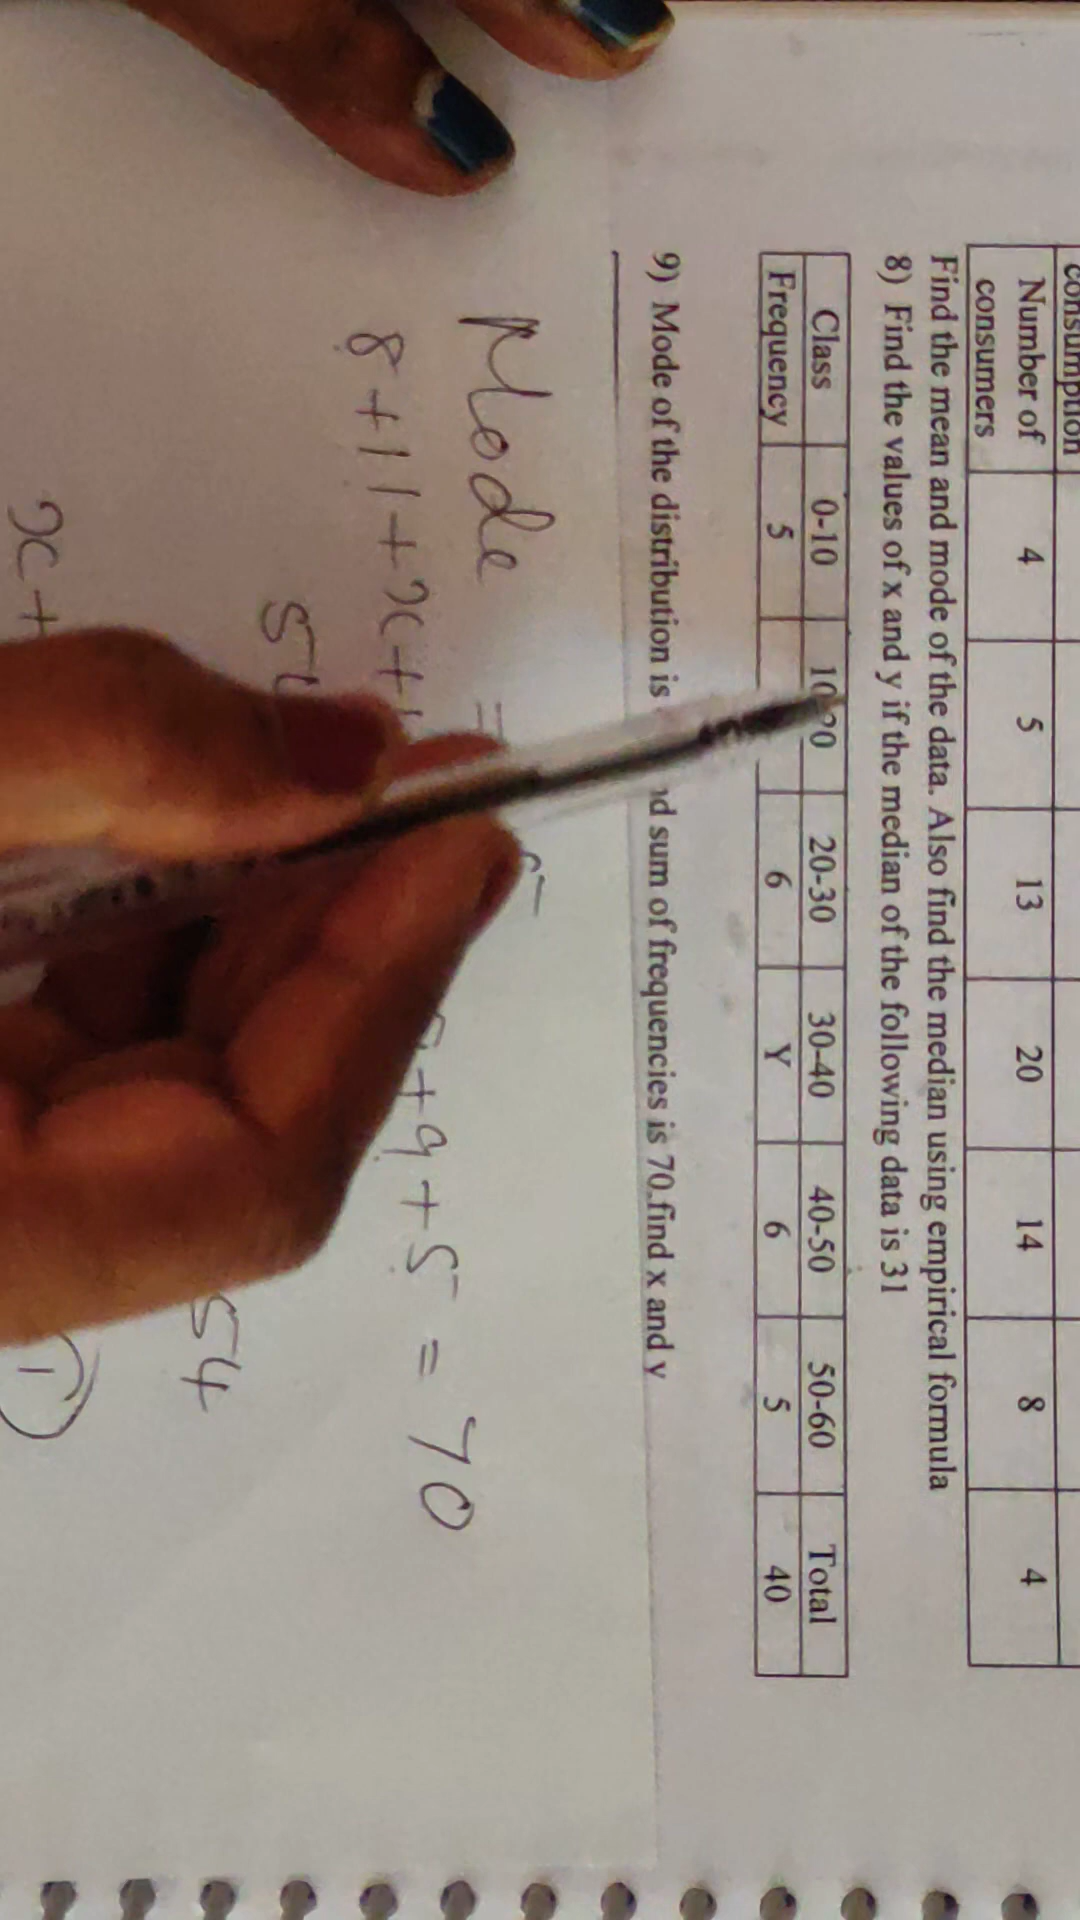 consumption
Number of consumers 4 5 13 20 14 8 4
Find the mean and mode of the data. Also find the median using empirical formula
8) Find the values of x and y if the median of the following data is 31
Class 0-10 20-30 30-40 40-50 50-60 Total
Frequency 5 6 Y 6 5 40
9) Mode of the distribution is sum of frequencies is 70.find x and y
Mode =
8 + 11 + x + + 9 + 5 = 70
54
x +
1